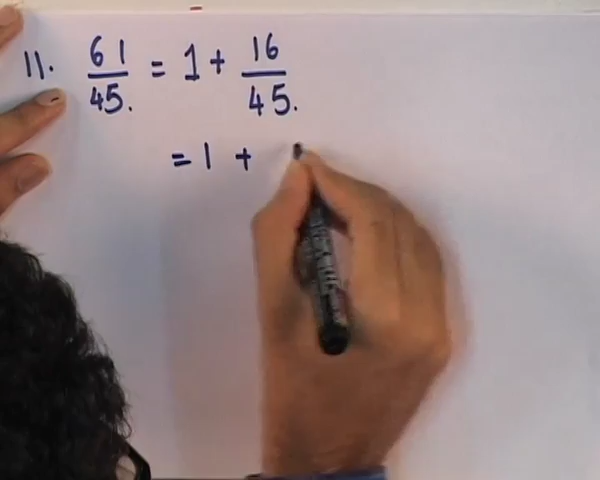 11. 61/45. = 1 + 16/45.
= 1 +